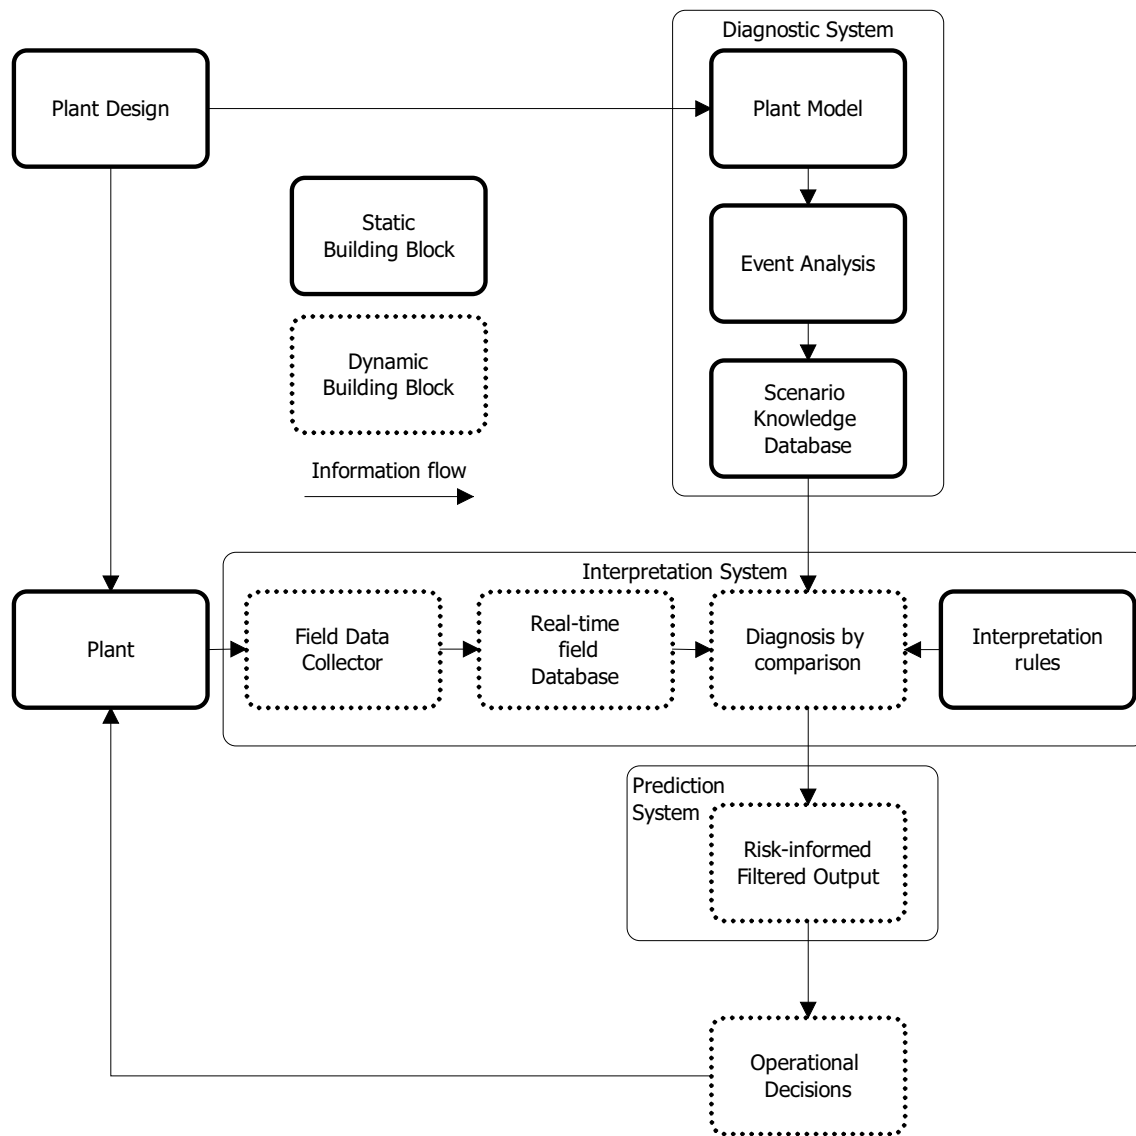 Diagnostic System
Plant Design
Plant Model
Static
Building Block
Event Analysis
Dynamic
Building Block
Scenario
Knowledge
Database
Information flow
Interpretation System
Plant
Field Data
Collector
Real-time
field
Database
Diagnosis by
comparison
Interpretation
rules
Prediction
System
Risk-informed
Filtered Output
Operational
Decisions